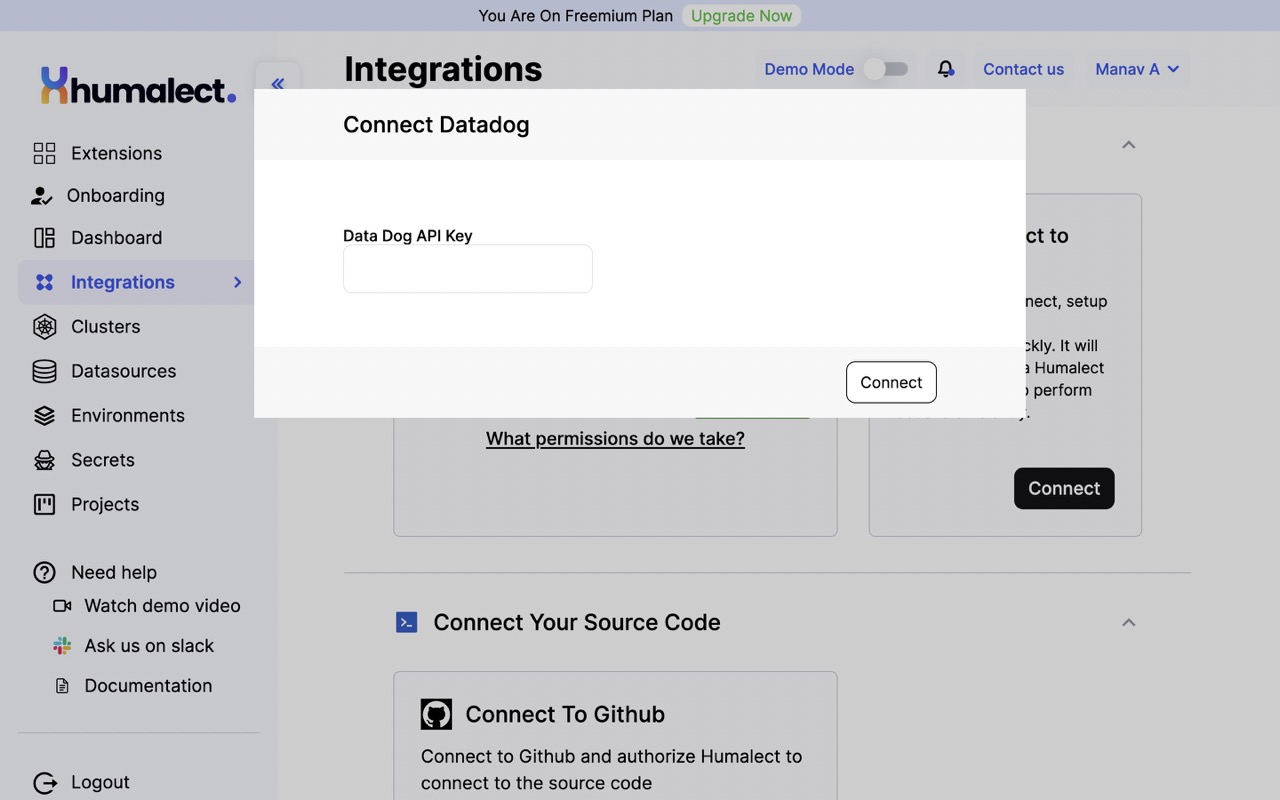 You Are On Freemium Plan Upgrade Now
humalect.
Integrations
Demo Mode
Contact us
Manav A
Extensions
Onboarding
Dashboard
Integrations
Clusters
Datasources
Environments
Secrets
Projects
Need help
Watch demo video
Ask us on slack
Documentation
Logout
Connect Datadog
Data Dog API Key
Connect
ct to
nect, setup
ckly. It will
a Humalect
perform
What permissions do we take?
Connect
Connect Your Source Code
Connect To Github
Connect to Github and authorize Humalect to
connect to the source code